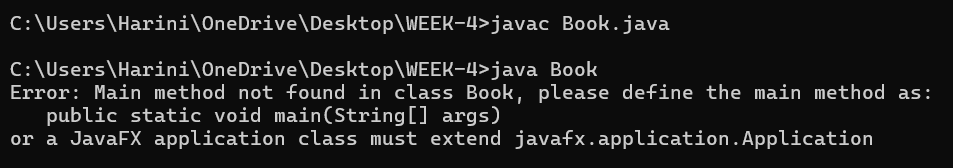 C:\Users\Harini\OneDrive\Desktop\WEEK-4>javac Book.java
C:\Users\Harini\OneDrive\Desktop\WEEK-4>java Book
Error: Main method not found in class Book, please define the main method as:
   public static void main(String[] args)
or a JavaFX application class must extend javafx.application.Application